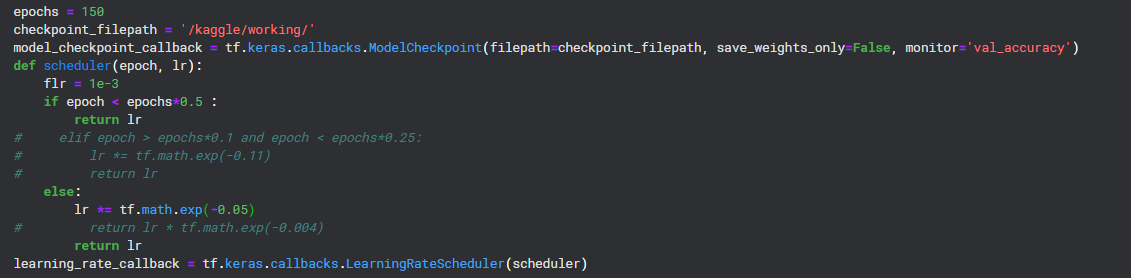 epochs = 150
checkpoint_filepath = '/kaggle/working/'
model_checkpoint_callback = tf.keras.callbacks.ModelCheckpoint(filepath=checkpoint_filepath, save_weights_only=False, monitor='val_accuracy')
def scheduler(epoch, lr):
    flr = 1e-3
    if epoch < epochs*0.5 :
        return lr
#     elif epoch > epochs*0.1 and epoch < epochs*0.25:
#         lr *= tf.math.exp(-0.11)
#         return lr
    else:
        lr *= tf.math.exp(-0.05)
#         return lr * tf.math.exp(-0.004)
        return lr
learning_rate_callback = tf.keras.callbacks.LearningRateScheduler(scheduler)